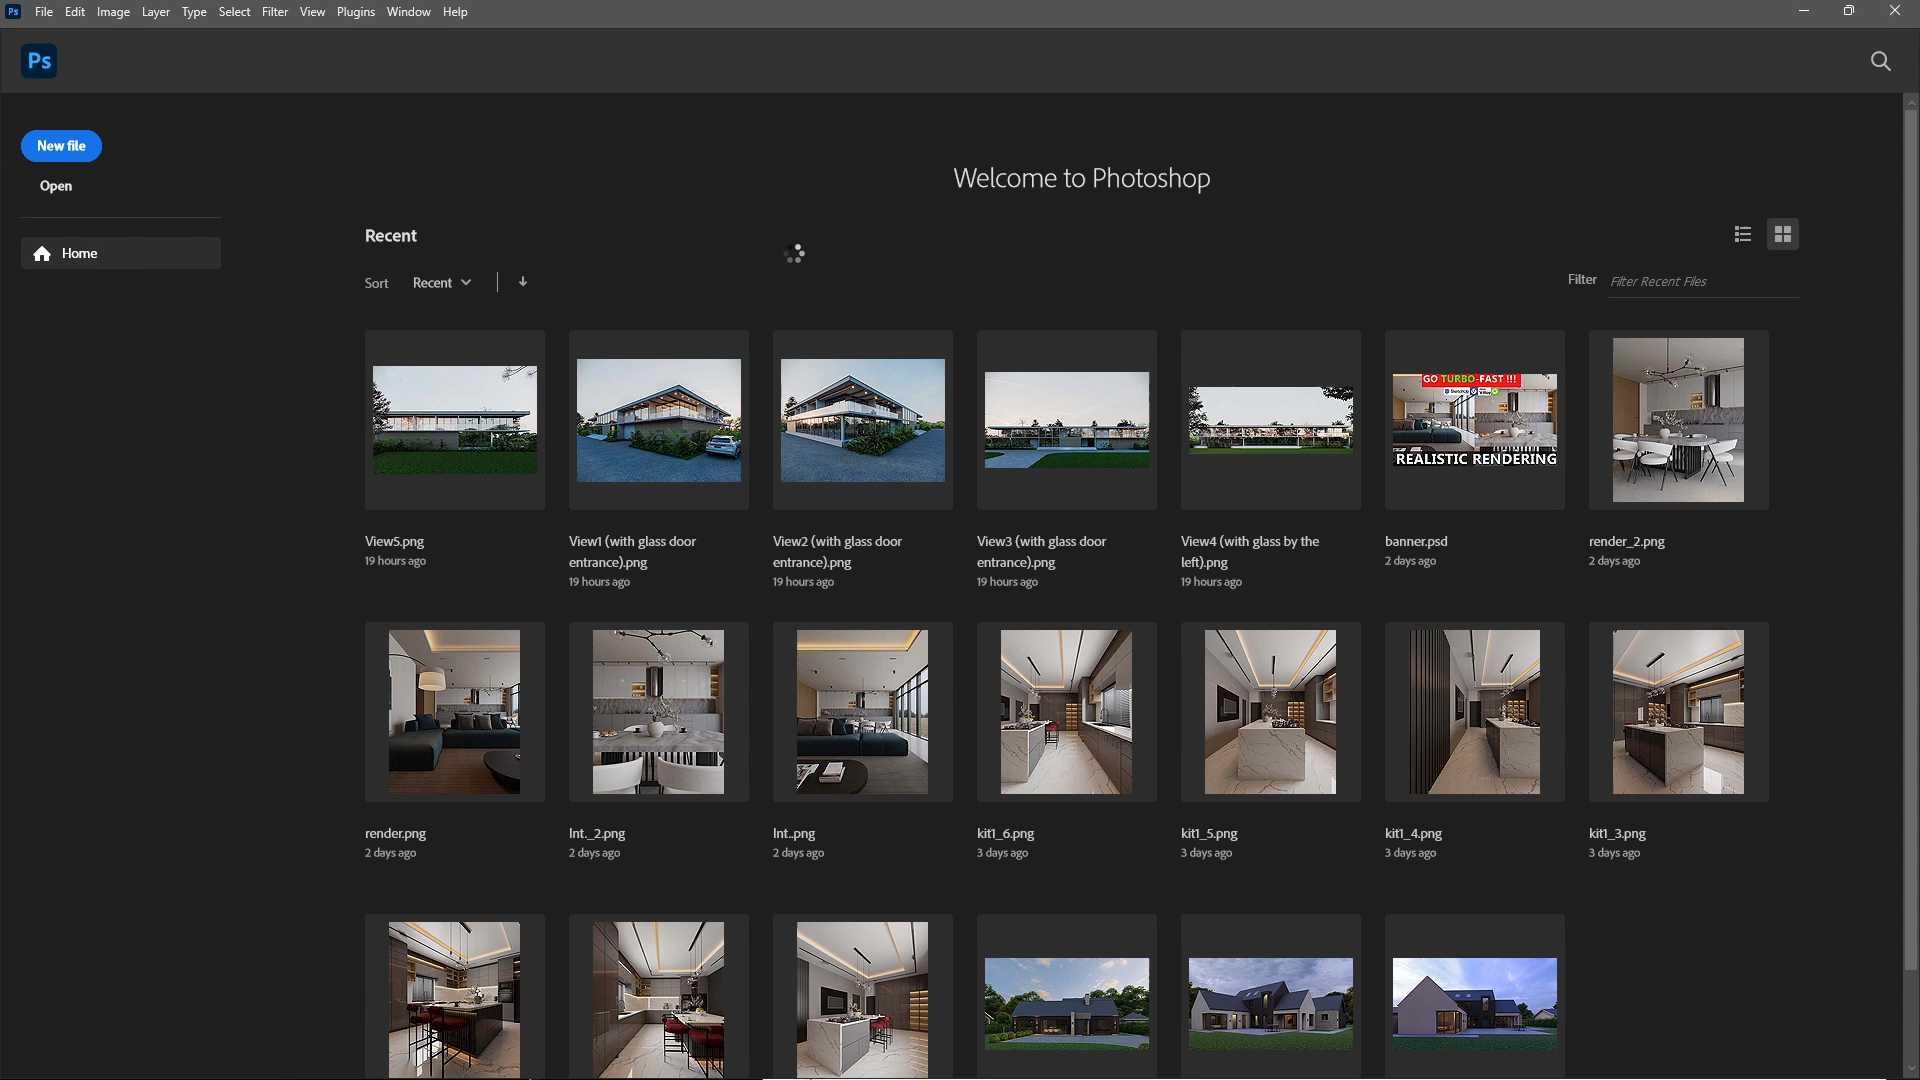 Ps File Edit Image Layer Type Select Filter View Plugins Window Help
Ps
New file
Open
Home
Welcome to Photoshop
Recent
Sort Recent
Filter Filter Recent Files
GO TURBO-FAST !!!
REALISTIC RENDERING
View5.png
19 hours ago
View1 (with glass door
entrance).png
19 hours ago
View2 (with glass door
entrance).png
19 hours ago
View3 (with glass door
entrance).png
19 hours ago
View4 (with glass by the
left).png
19 hours ago
banner.psd
2 days ago
render_2.png
2 days ago
render.png
2 days ago
Int._2.png
2 days ago
Int..png
2 days ago
kit1_6.png
3 days ago
kit1_5.png
3 days ago
kit1_4.png
3 days ago
kit1_3.png
3 days ago